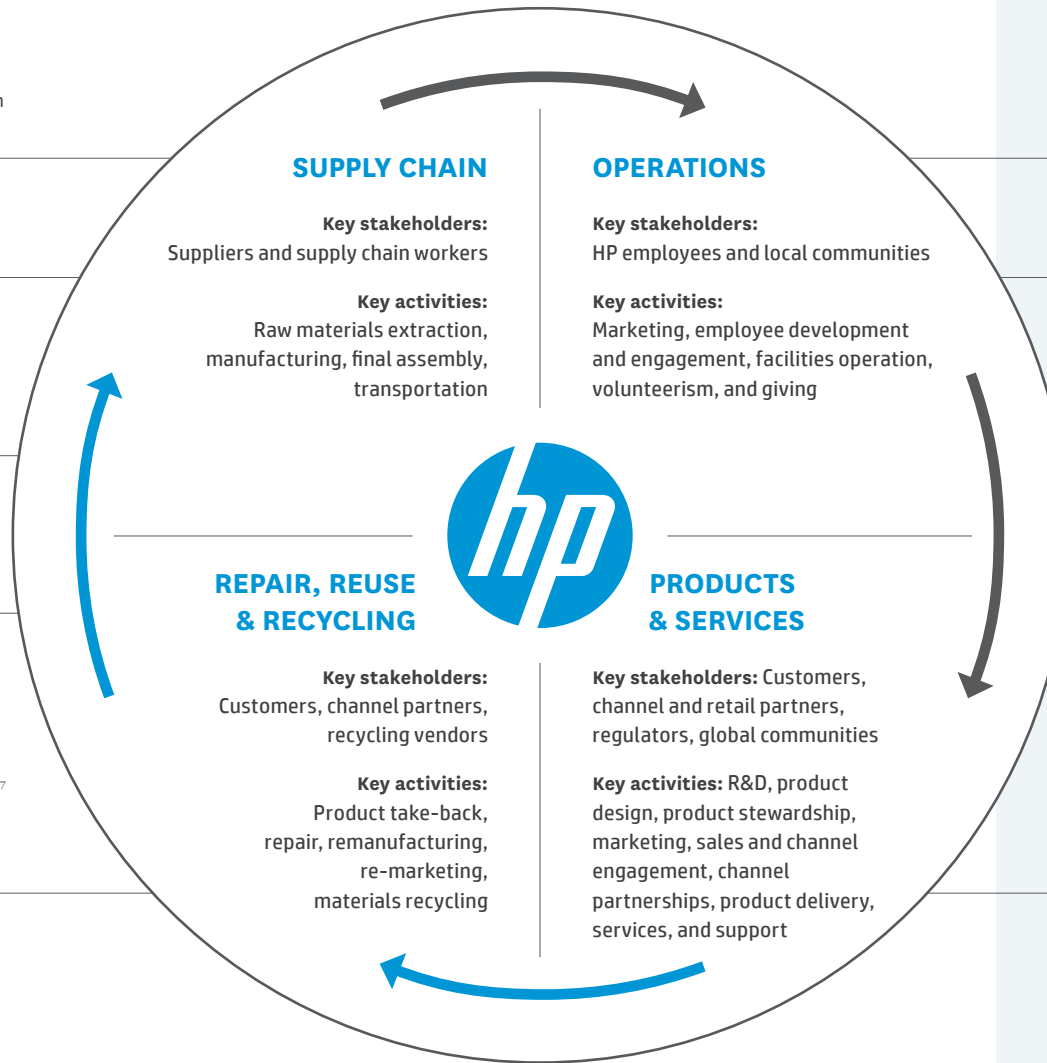 n
SUPPLY CHAIN
Key stakeholders:
Suppliers and supply chain workers
Key activities:
Raw materials extraction,
manufacturing, final assembly,
transportation
OPERATIONS
Key stakeholders:
HP employees and local communities
Key activities:
Marketing, employee development
and engagement, facilities operation,
volunteerism, and giving
hp
REPAIR, REUSE
& RECYCLING
Key stakeholders:
Customers, channel partners,
recycling vendors
Key activities:
Product take-back,
repair, remanufacturing,
re-marketing,
materials recycling
PRODUCTS
& SERVICES
Key stakeholders: Customers,
channel and retail partners,
regulators, global communities
Key activities: R&D, product
design, product stewardship,
marketing, sales and channel
engagement, channel
partnerships, product delivery,
services, and support
7